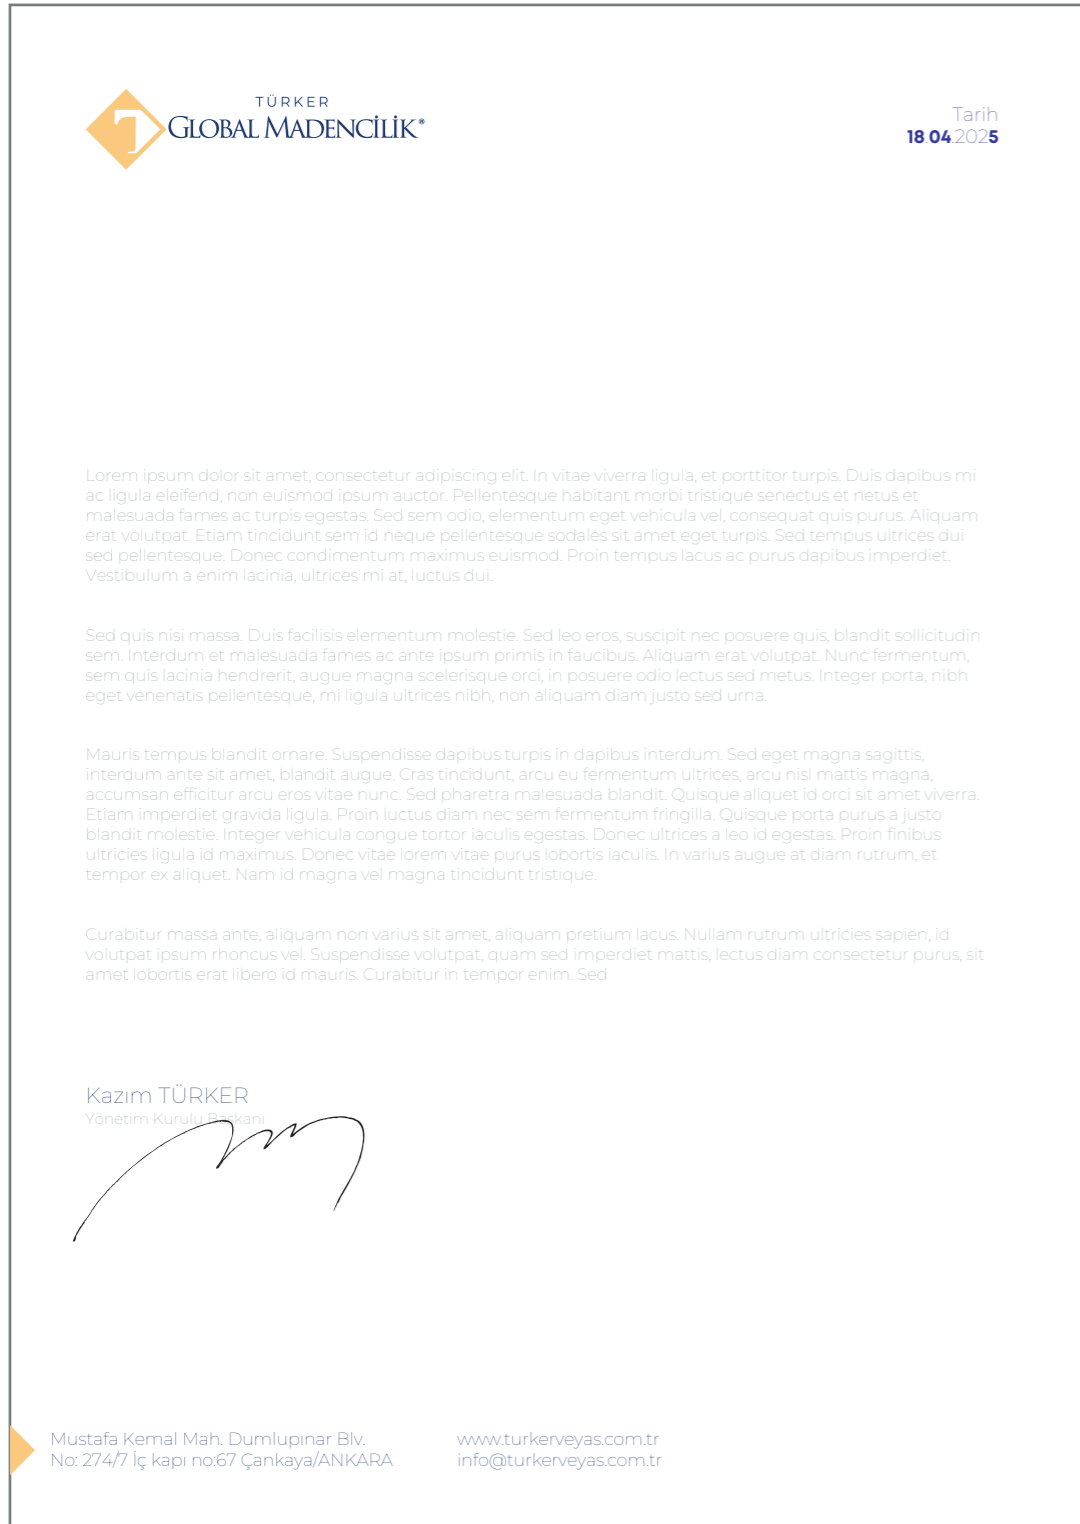 TÜRKER
GLOBAL MADENCİLİK®
Tarih
18.04.2025
Lorem ipsum dolor sit amet, consectetur adipiscing elit. In vitae viverra ligula, et porttitor turpis. Duis dapibus mi
ac ligula eleifend, non euismod ipsum auctor. Pellentesque habitant morbi tristique senectus et netus et
malesuada fames ac turpis egestas. Sed sem odio, elementum eget vehicula vel, consequat quis purus. Aliquam
erat volutpat. Etiam tincidunt sem id neque pellentesque sodales sit amet eget turpis. Sed tempus ultrices dui
sed pellentesque. Donec condimentum maximus euismod. Proin tempus lacus ac purus dapibus imperdiet.
Vestibulum a enim lacinia, ultrices mi at, luctus dui.
Sed quis nisi massa. Duis facilisis elementum molestie. Sed leo eros, suscipit nec posuere quis, blandit sollicitudin
sem. Interdum et malesuada fames ac ante ipsum primis in faucibus. Aliquam erat volutpat. Nunc fermentum,
sem quis lacinia hendrerit, augue magna scelerisque orci, in posuere odio lectus sed metus. Integer porta, nibh
eget venenatis pellentesque, mi ligula ultrices nibh, non aliquam diam justo sed urna.
Mauris tempus blandit ornare. Suspendisse dapibus turpis in dapibus interdum. Sed eget magna sagittis,
interdum ante sit amet, blandit augue. Cras tincidunt, arcu eu fermentum ultrices, arcu nisl mattis magna,
accumsan efficitur arcu eros vitae nunc. Sed pharetra malesuada blandit. Quisque aliquet id orci sit amet viverra.
Etiam imperdiet gravida ligula. Proin luctus diam nec sem fermentum fringilla. Quisque porta purus a justo
blandit molestie. Integer vehicula congue tortor iaculis egestas. Donec ultrices a leo id egestas. Proin finibus
ultricies ligula id maximus. Donec vitae lorem vitae purus lobortis iaculis. In varius augue at diam rutrum, et
tempor ex aliquet. Nam id magna vel magna tincidunt tristique.
Curabitur massa ante, aliquam non varius sit amet, aliquam pretium lacus. Nullam rutrum ultricies sapien, id
volutpat ipsum rhoncus vel. Suspendisse volutpat, quam sed imperdiet mattis, lectus diam consectetur purus, sit
amet lobortis erat libero id mauris. Curabitur in tempor enim. Sed
Kazım TÜRKER
Yönetim Kurulu Başkanı
Mustafa Kemal Mah. Dumlupınar Blv.
No: 274/7 İç kapı no:67 Çankaya/ANKARA
www.turkerveyas.com.tr
info@turkerveyas.com.tr